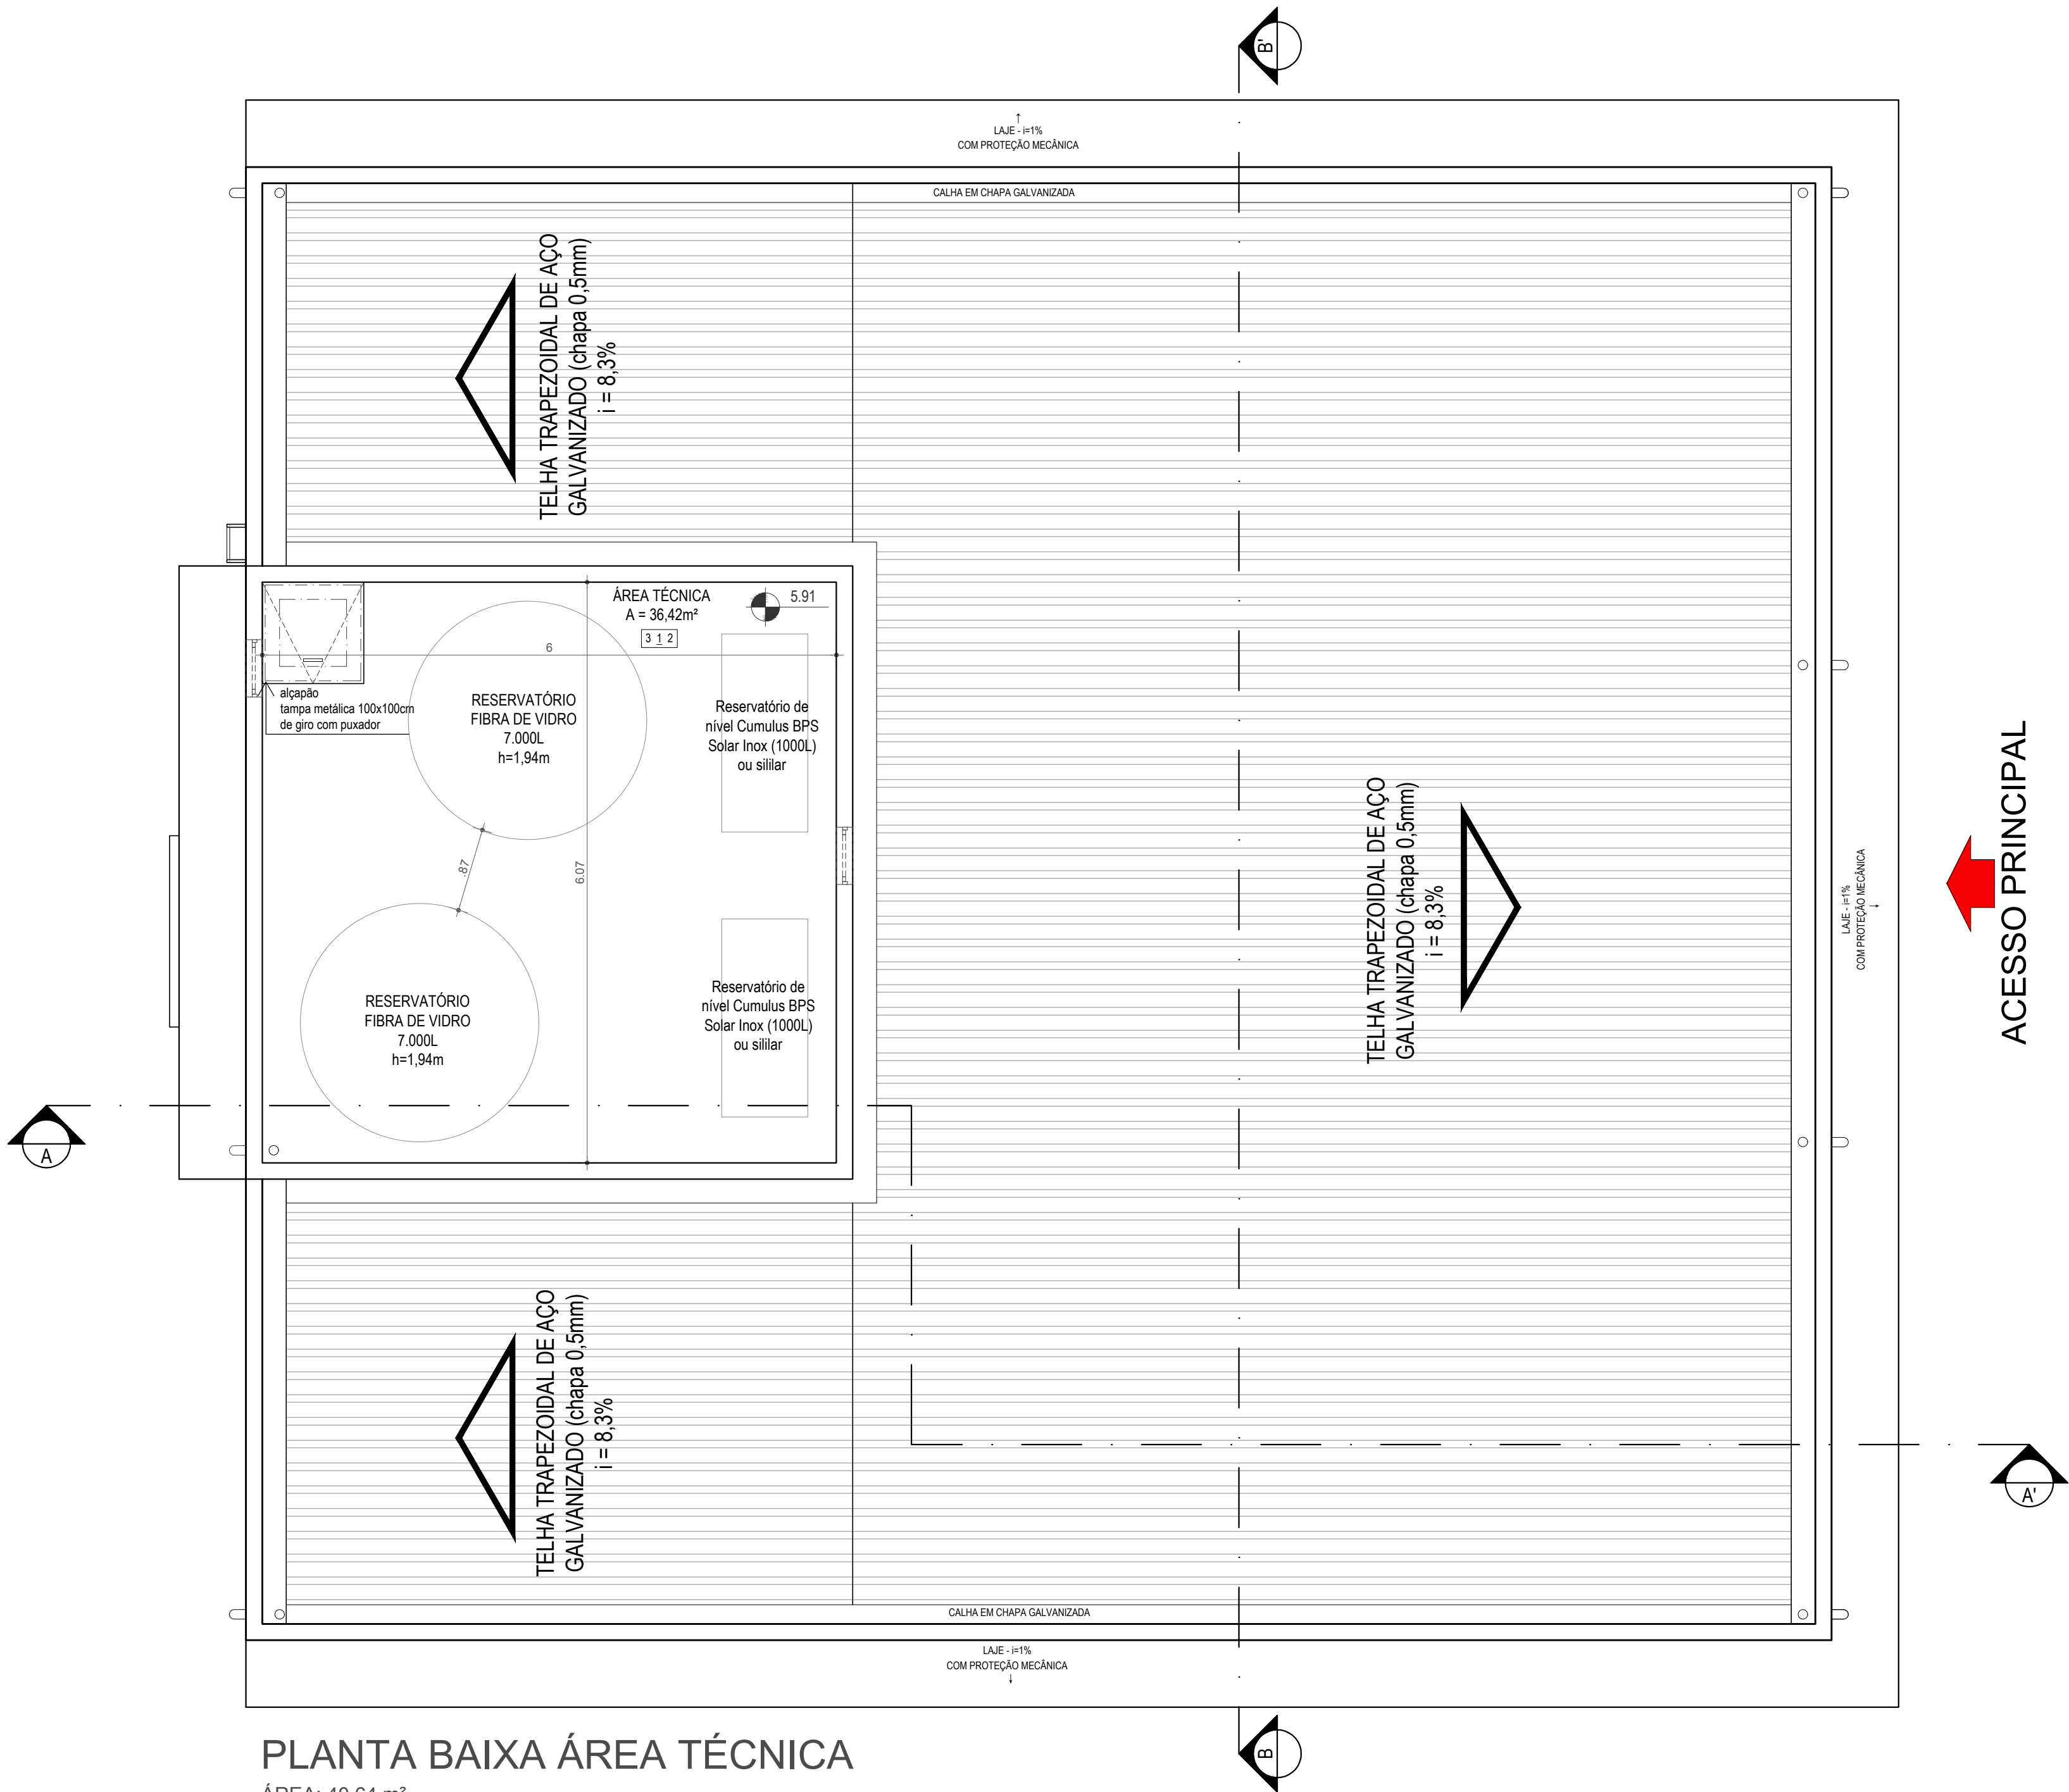 B'
↑
LAJE - i=1%
COM PROTEÇÃO MECÂNICA
CALHA EM CHAPA GALVANIZADA
TELHA TRAPEZOIDAL DE AÇO
GALVANIZADO (chapa 0,5mm)
i = 8,3%
ÁREA TÉCNICA
A = 36,42m²
3 1 2
5.91
6
alçapão
tampa metálica 100x100cm
de giro com puxador
RESERVATÓRIO
FIBRA DE VIDRO
7.000L
h=1,94m
Reservatório de
nível Cumulus BPS
Solar Inox (1000L)
ou sililar
.87
6.07
RESERVATÓRIO
FIBRA DE VIDRO
7.000L
h=1,94m
Reservatório de
nível Cumulus BPS
Solar Inox (1000L)
ou sililar
TELHA TRAPEZOIDAL DE AÇO
GALVANIZADO (chapa 0,5mm)
i = 8,3%
LAJE - i=1%
COM PROTEÇÃO MECÂNICA
→
ACESSO PRINCIPAL
A
TELHA TRAPEZOIDAL DE AÇO
GALVANIZADO (chapa 0,5mm)
i = 8,3%
A'
CALHA EM CHAPA GALVANIZADA
LAJE - i=1%
COM PROTEÇÃO MECÂNICA
↓
B
PLANTA BAIXA ÁREA TÉCNICA
ÁREA: 40,64 m²